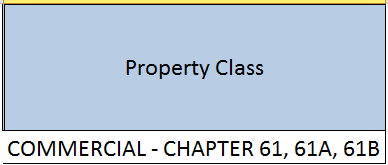 Property Class
COMMERCIAL - CHAPTER 61, 61A, 61B